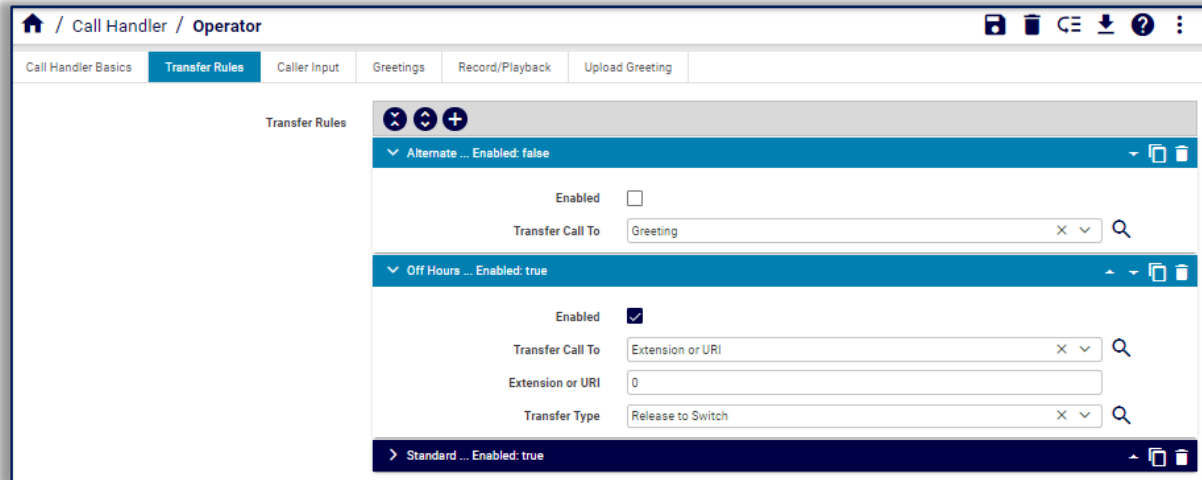 / Call Handler / Operator
Call Handler Basics Transfer Rules Caller Input Greetings Record/Playback Upload Greeting
Transfer Rules
Alternate ... Enabled: false
Enabled
Transfer Call To Greeting
Off Hours ... Enabled: true
Enabled
Transfer Call To Extension or URI
Extension or URI 0
Transfer Type Release to Switch
Standard ... Enabled: true